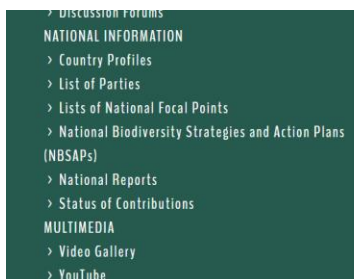 > Discussion Forums
NATIONAL INFORMATION
> Country Profiles
> List of Parties
> Lists of National Focal Points
> National Biodiversity Strategies and Action Plans
(NBSAPs)
> National Reports
> Status of Contributions
MULTIMEDIA
> Video Gallery
> YouTube